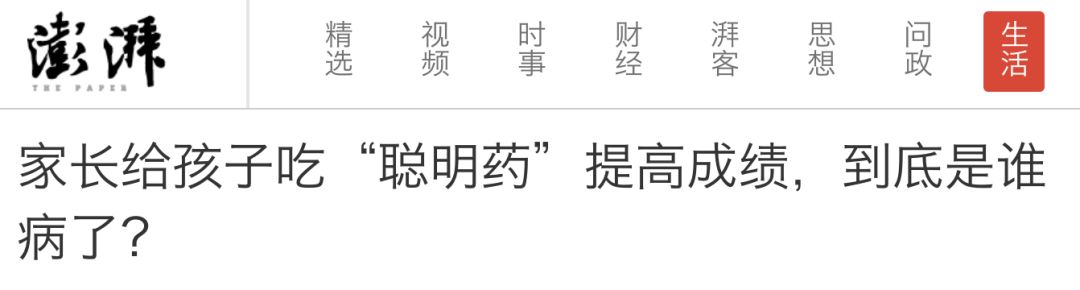 澎湃
THE PAPER
精选 视频 时事 财经 湃客 思想 问政 生活
家长给孩子吃“聪明药”提高成绩，到底是谁
病了？